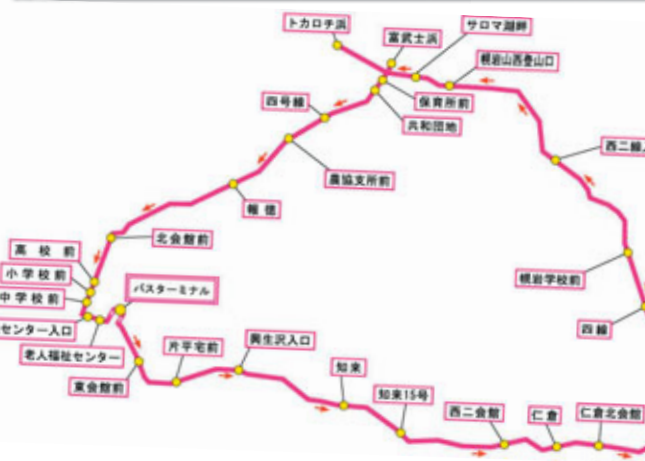 トカロチ浜
サロマ湖畔
富武士浜
幌岩山西登山口
四号線
保育所前
共和団地
西二線
農協支所前
報徳
北会館前
高校前
小学校前
中学校前
幌岩学校前
バスターミナル
センター入口
四線
老人福祉センター
片平宅前
興生沢入口
東会館前
知来
知来15号
西二会館
仁倉
仁倉北会館